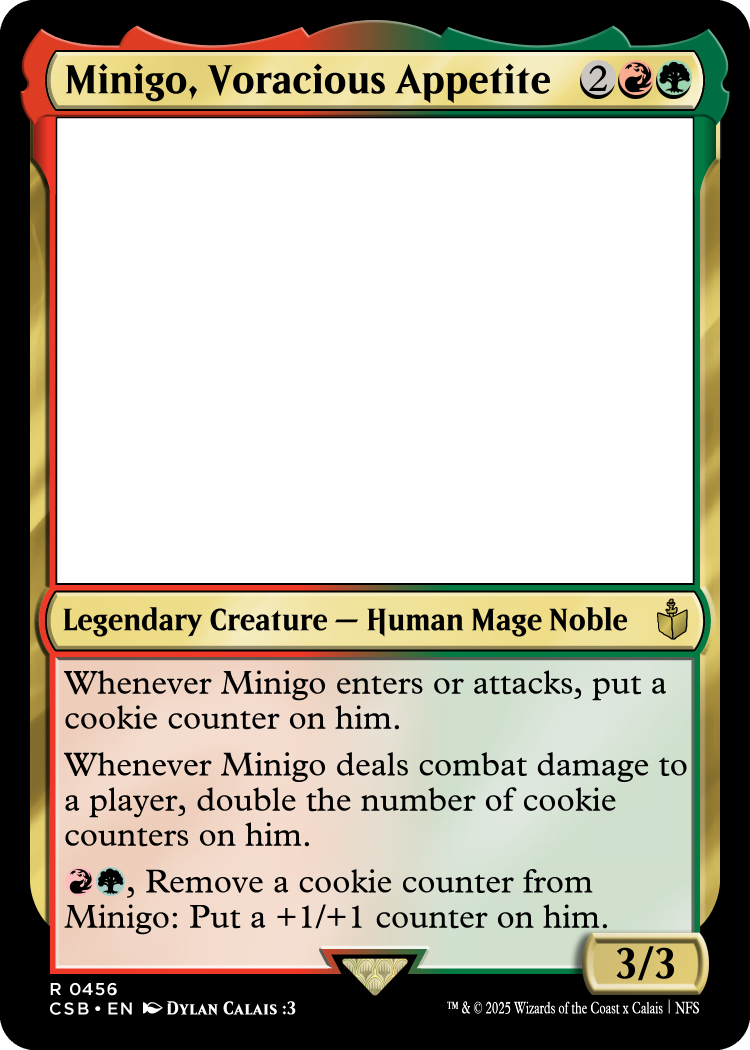 Minigo, Voracious Appetite 2
Legendary Creature — Human Mage Noble
Whenever Minigo enters or attacks, put a
cookie counter on him.
Whenever Minigo deals combat damage to
a player, double the number of cookie
counters on him.
, Remove a cookie counter from
Minigo: Put a +1/+1 counter on him.
3/3
R 0456
CSB • EN DYLAN CALAIS :3
™ & © 2025 Wizards of the Coast x Calais | NFS